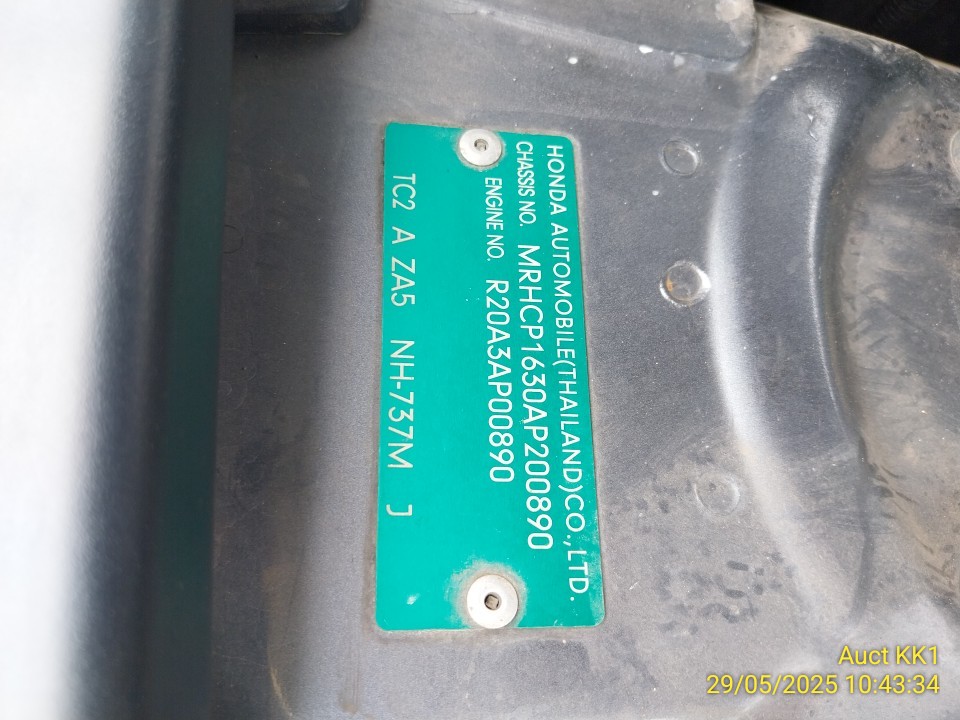 HONDA AUTOMOBILE(THAILAND)CO.,LTD.
CHASSIS NO. MRHCP1630AP200890
ENGINE NO. R20A3AP00890
TC2 A ZA5 NH-737M J
Auct KK1
29/05/2025 10:43:34